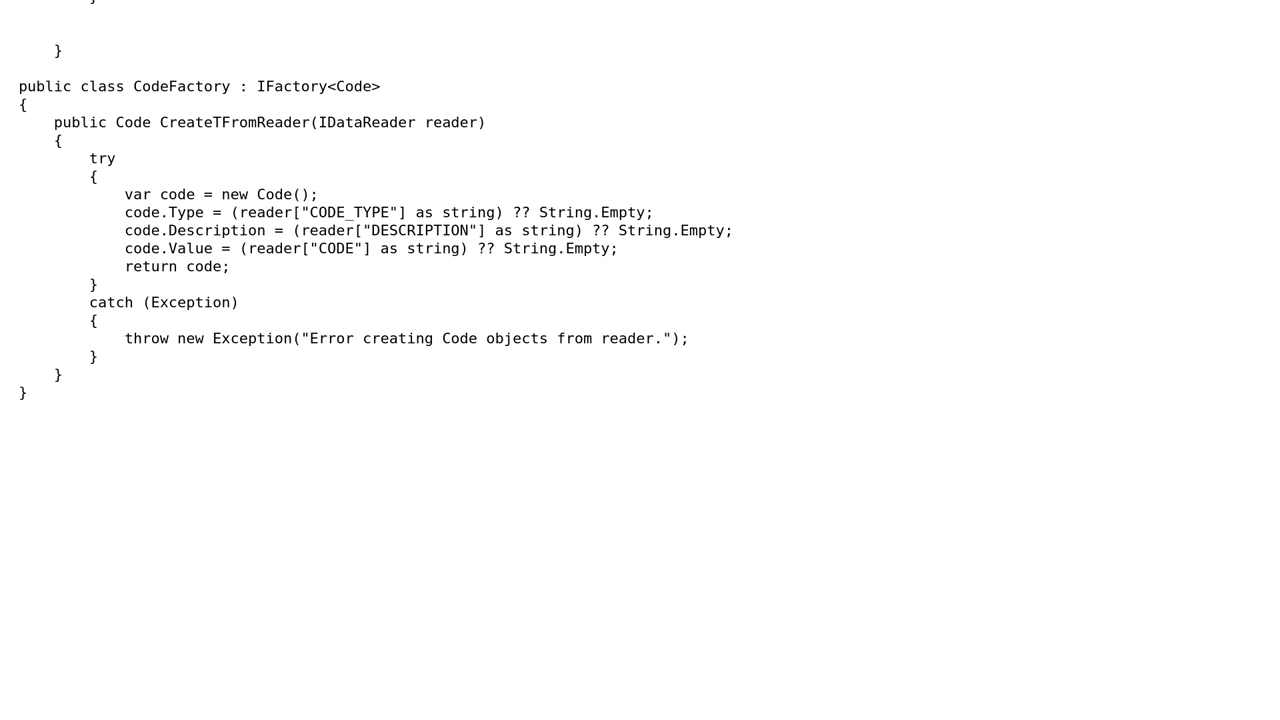 }
}
public class CodeFactory : IFactory<Code>
{
    public Code CreateTFromReader(IDataReader reader)
    {
        try
        {
            var code = new Code();
            code.Type = (reader["CODE_TYPE"] as string) ?? String.Empty;
            code.Description = (reader["DESCRIPTION"] as string) ?? String.Empty;
            code.Value = (reader["CODE"] as string) ?? String.Empty;
            return code;
        }
        catch (Exception)
        {
            throw new Exception("Error creating Code objects from reader.");
        }
    }
}